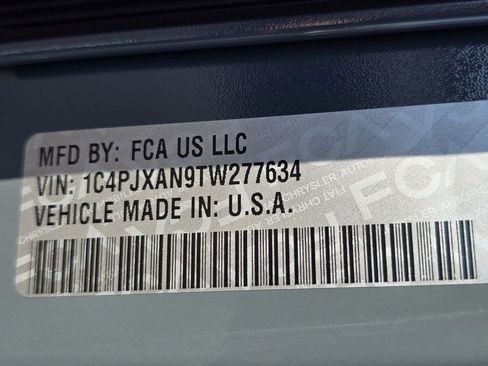 MFD BY: FCA US LLC
VIN: 1C4PJXAN9TW277634
VEHICLE MADE IN: U.S.A.